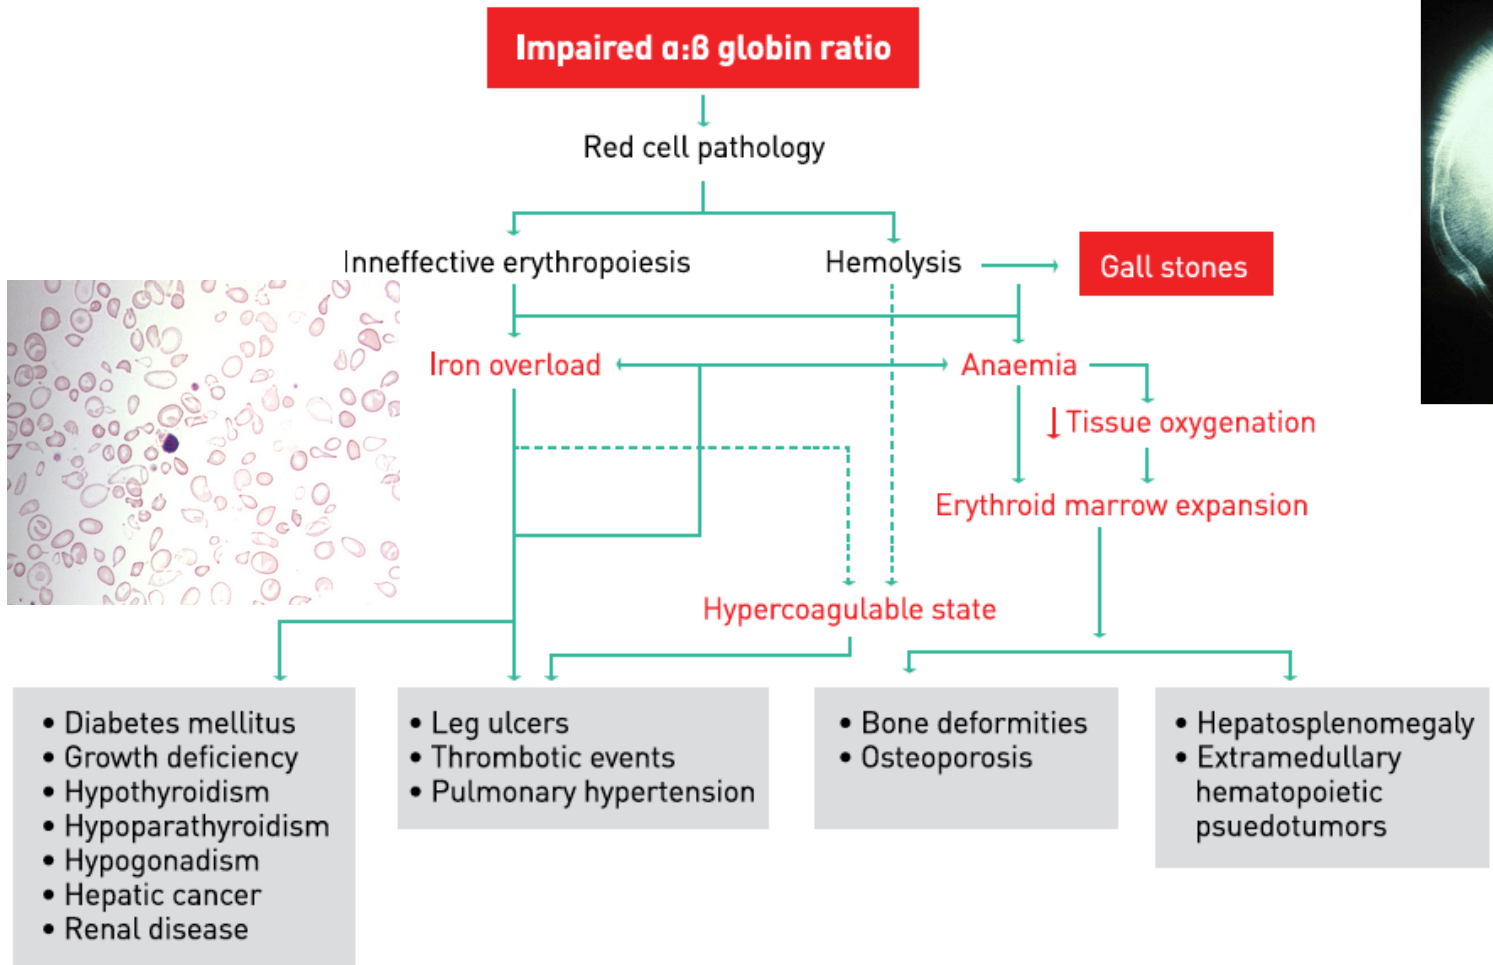 Impaired α:ß globin ratio
Red cell pathology
Inneffective erythropoiesis
Hemolysis
Gall stones
Iron overload
Anaemia
↓ Tissue oxygenation
Erythroid marrow expansion
Hypercoagulable state
• Diabetes mellitus
• Growth deficiency
• Hypothyroidism
• Hypoparathyroidism
• Hypogonadism
• Hepatic cancer
• Renal disease
• Leg ulcers
• Thrombotic events
• Pulmonary hypertension
• Bone deformities
• Osteoporosis
• Hepatosplenomegaly
• Extramedullary
hematopoietic
psuedotumors